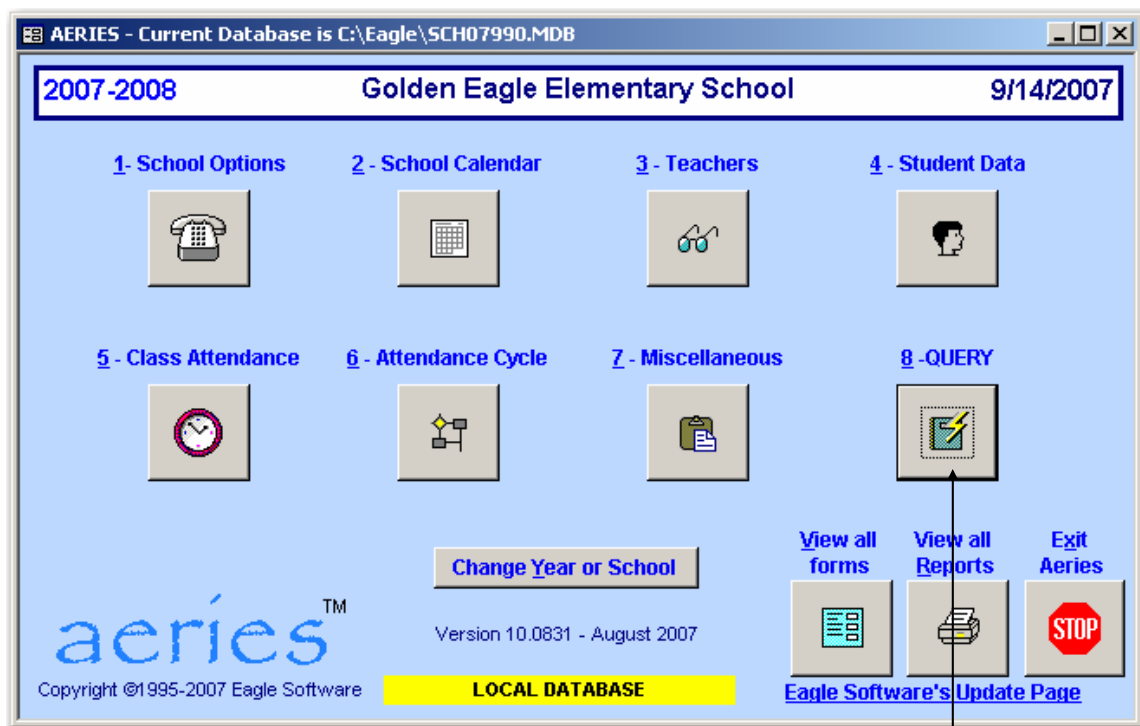 AERIES - Current Database is C:\Eagle\SCH07990.MDB
2007-2008 Golden Eagle Elementary School 9/14/2007
1- School Options 2 - School Calendar 3 - Teachers 4 - Student Data
5 - Class Attendance 6 - Attendance Cycle 7 - Miscellaneous 8 -QUERY
View all forms
View all Reports
Exit Aeries
Change Year or School
STOP
aeries TM
Version 10.0831 - August 2007
Copyright ©1995-2007 Eagle Software
LOCAL DATABASE
Eagle Software's Update Page